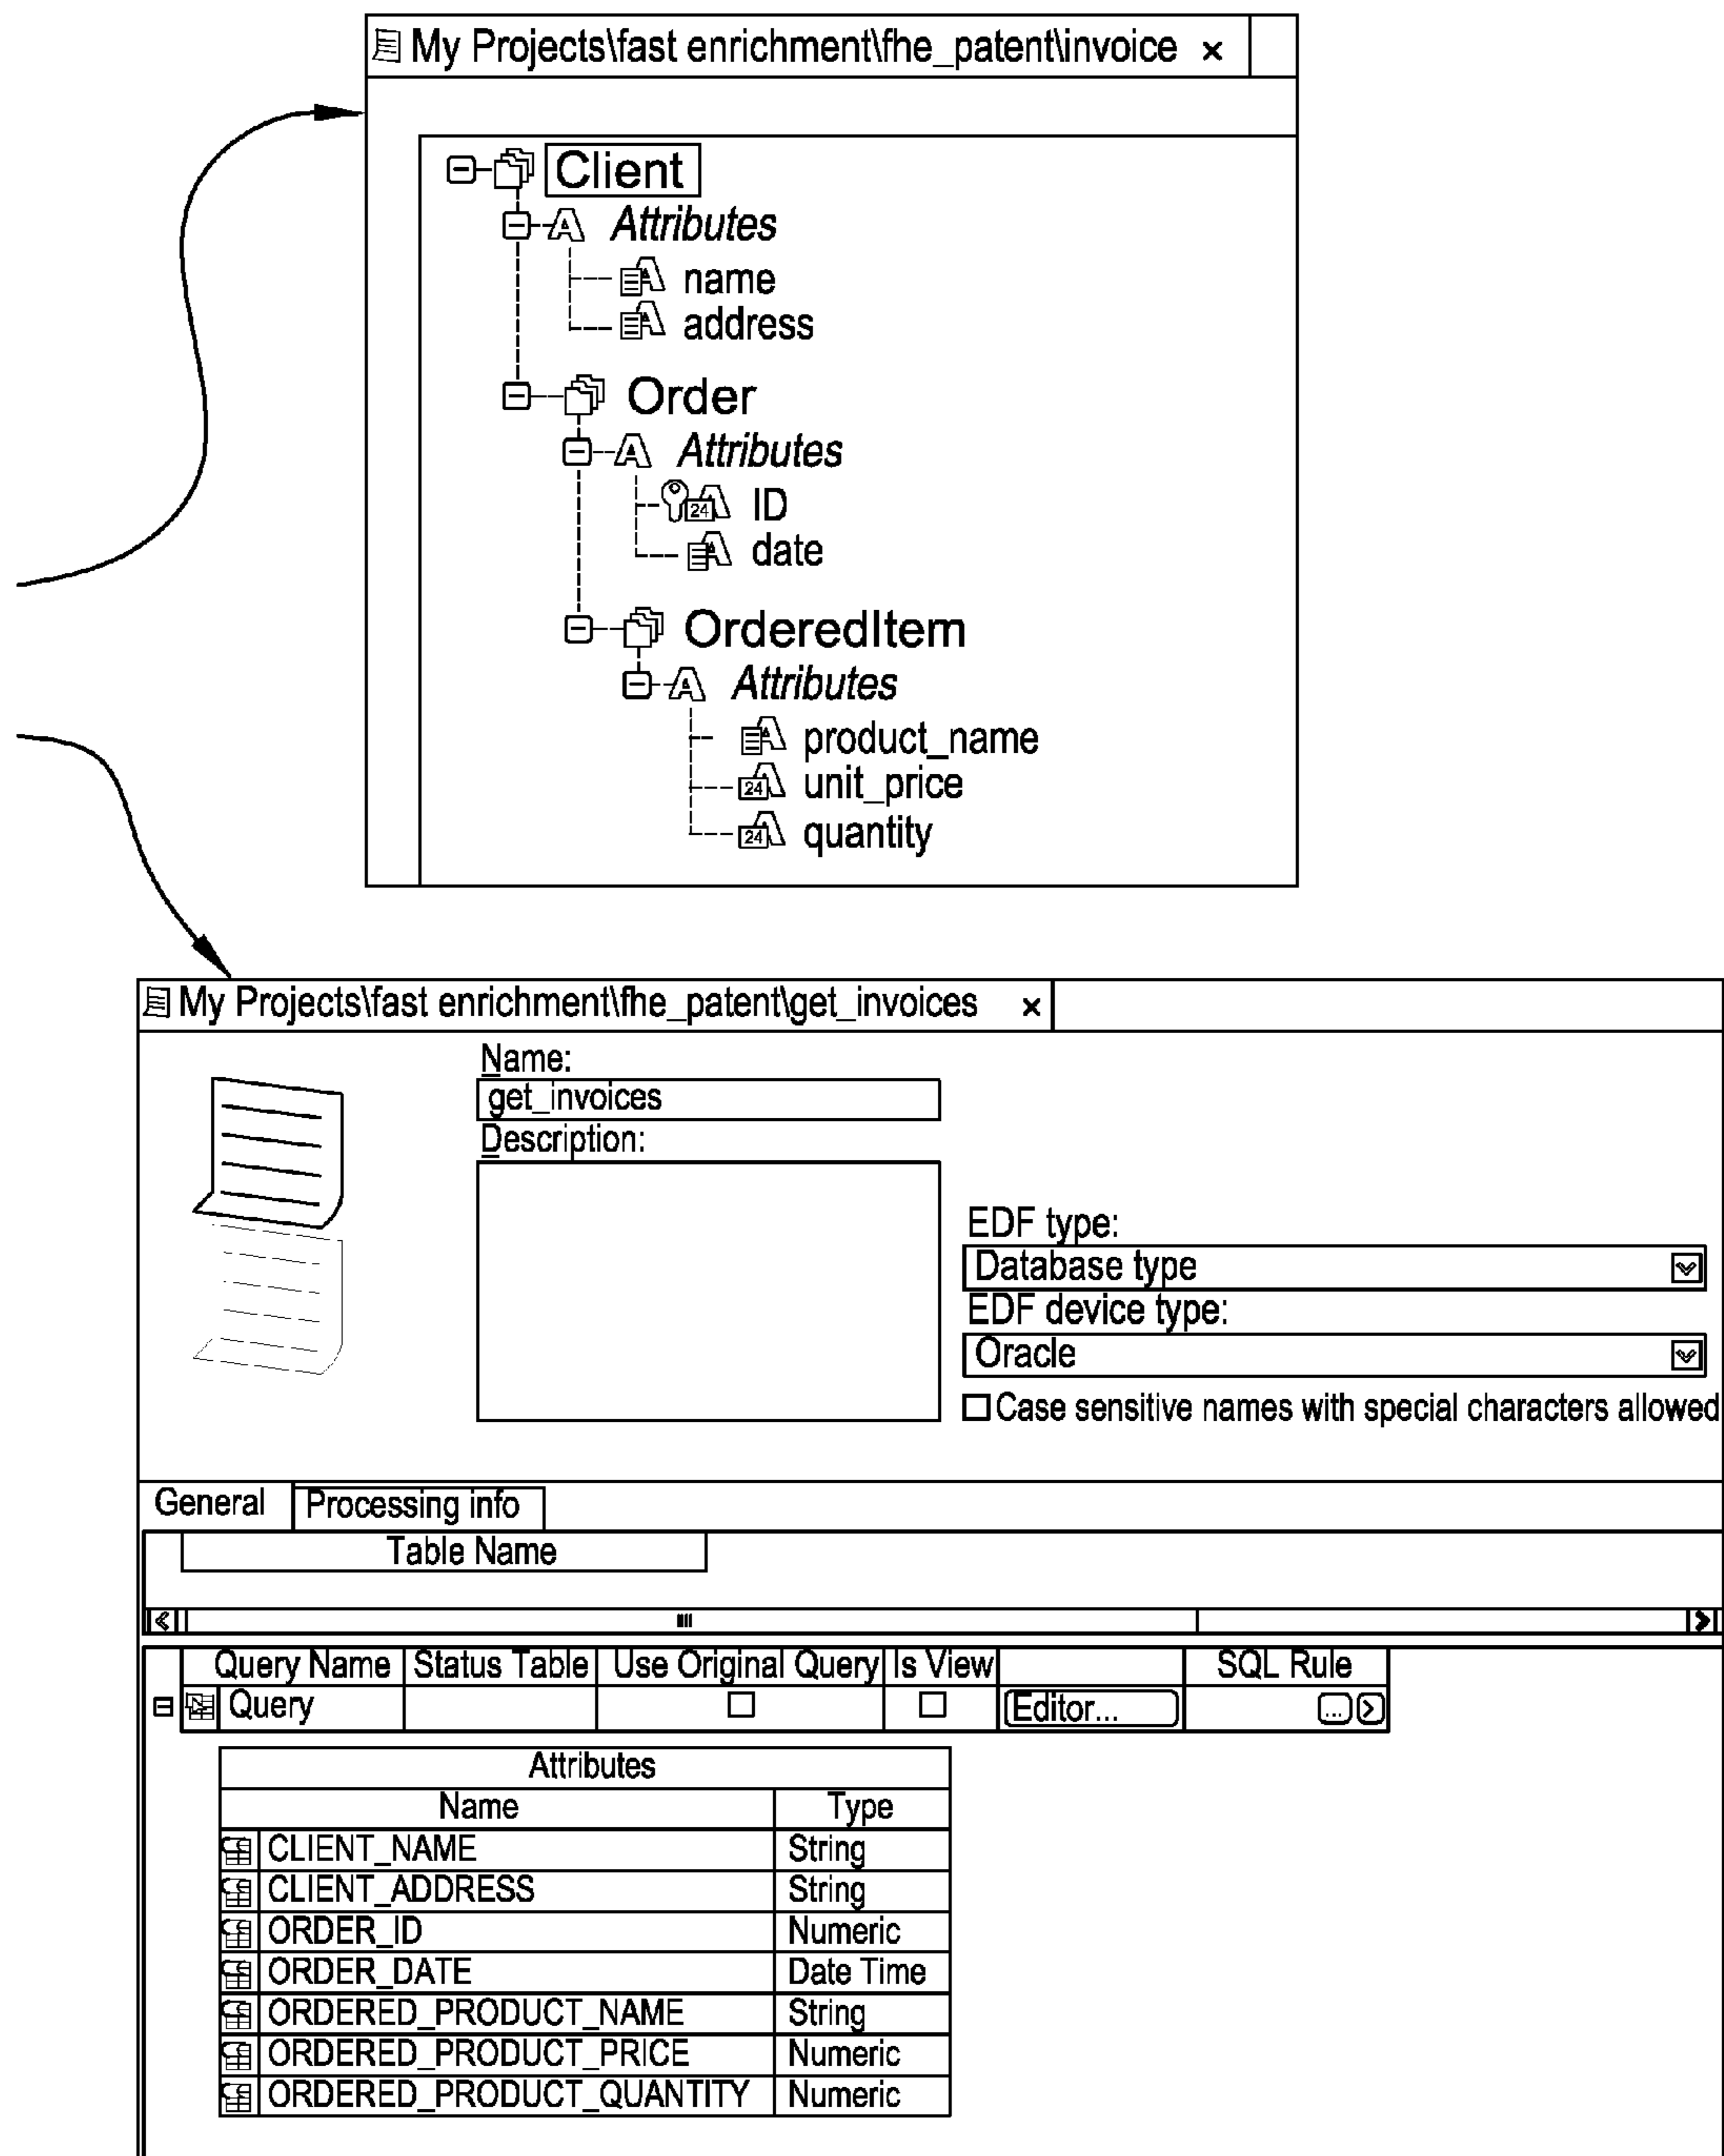 My Projects\fast enrichment\fhe_patent\invoice ×
Client
A Attributes
A name
A address
Order
A Attributes
24 A ID
A date
OrderedItem
A Attributes
A product_name
24 A unit_price
24 A quantity
My Projects\fast enrichment\fhe_patent\get_invoices ×
Name:
get_invoices
Description:
EDF type:
Database type
EDF device type:
Oracle
Case sensitive names with special characters allowed
General Processing info
Table Name
Query Name Status Table Use Original Query Is View SQL Rule
Query Editor... ... >
Attributes
Name Type
CLIENT_NAME String
CLIENT_ADDRESS String
ORDER_ID Numeric
ORDER_DATE Date Time
ORDERED_PRODUCT_NAME String
ORDERED_PRODUCT_PRICE Numeric
ORDERED_PRODUCT_QUANTITY Numeric